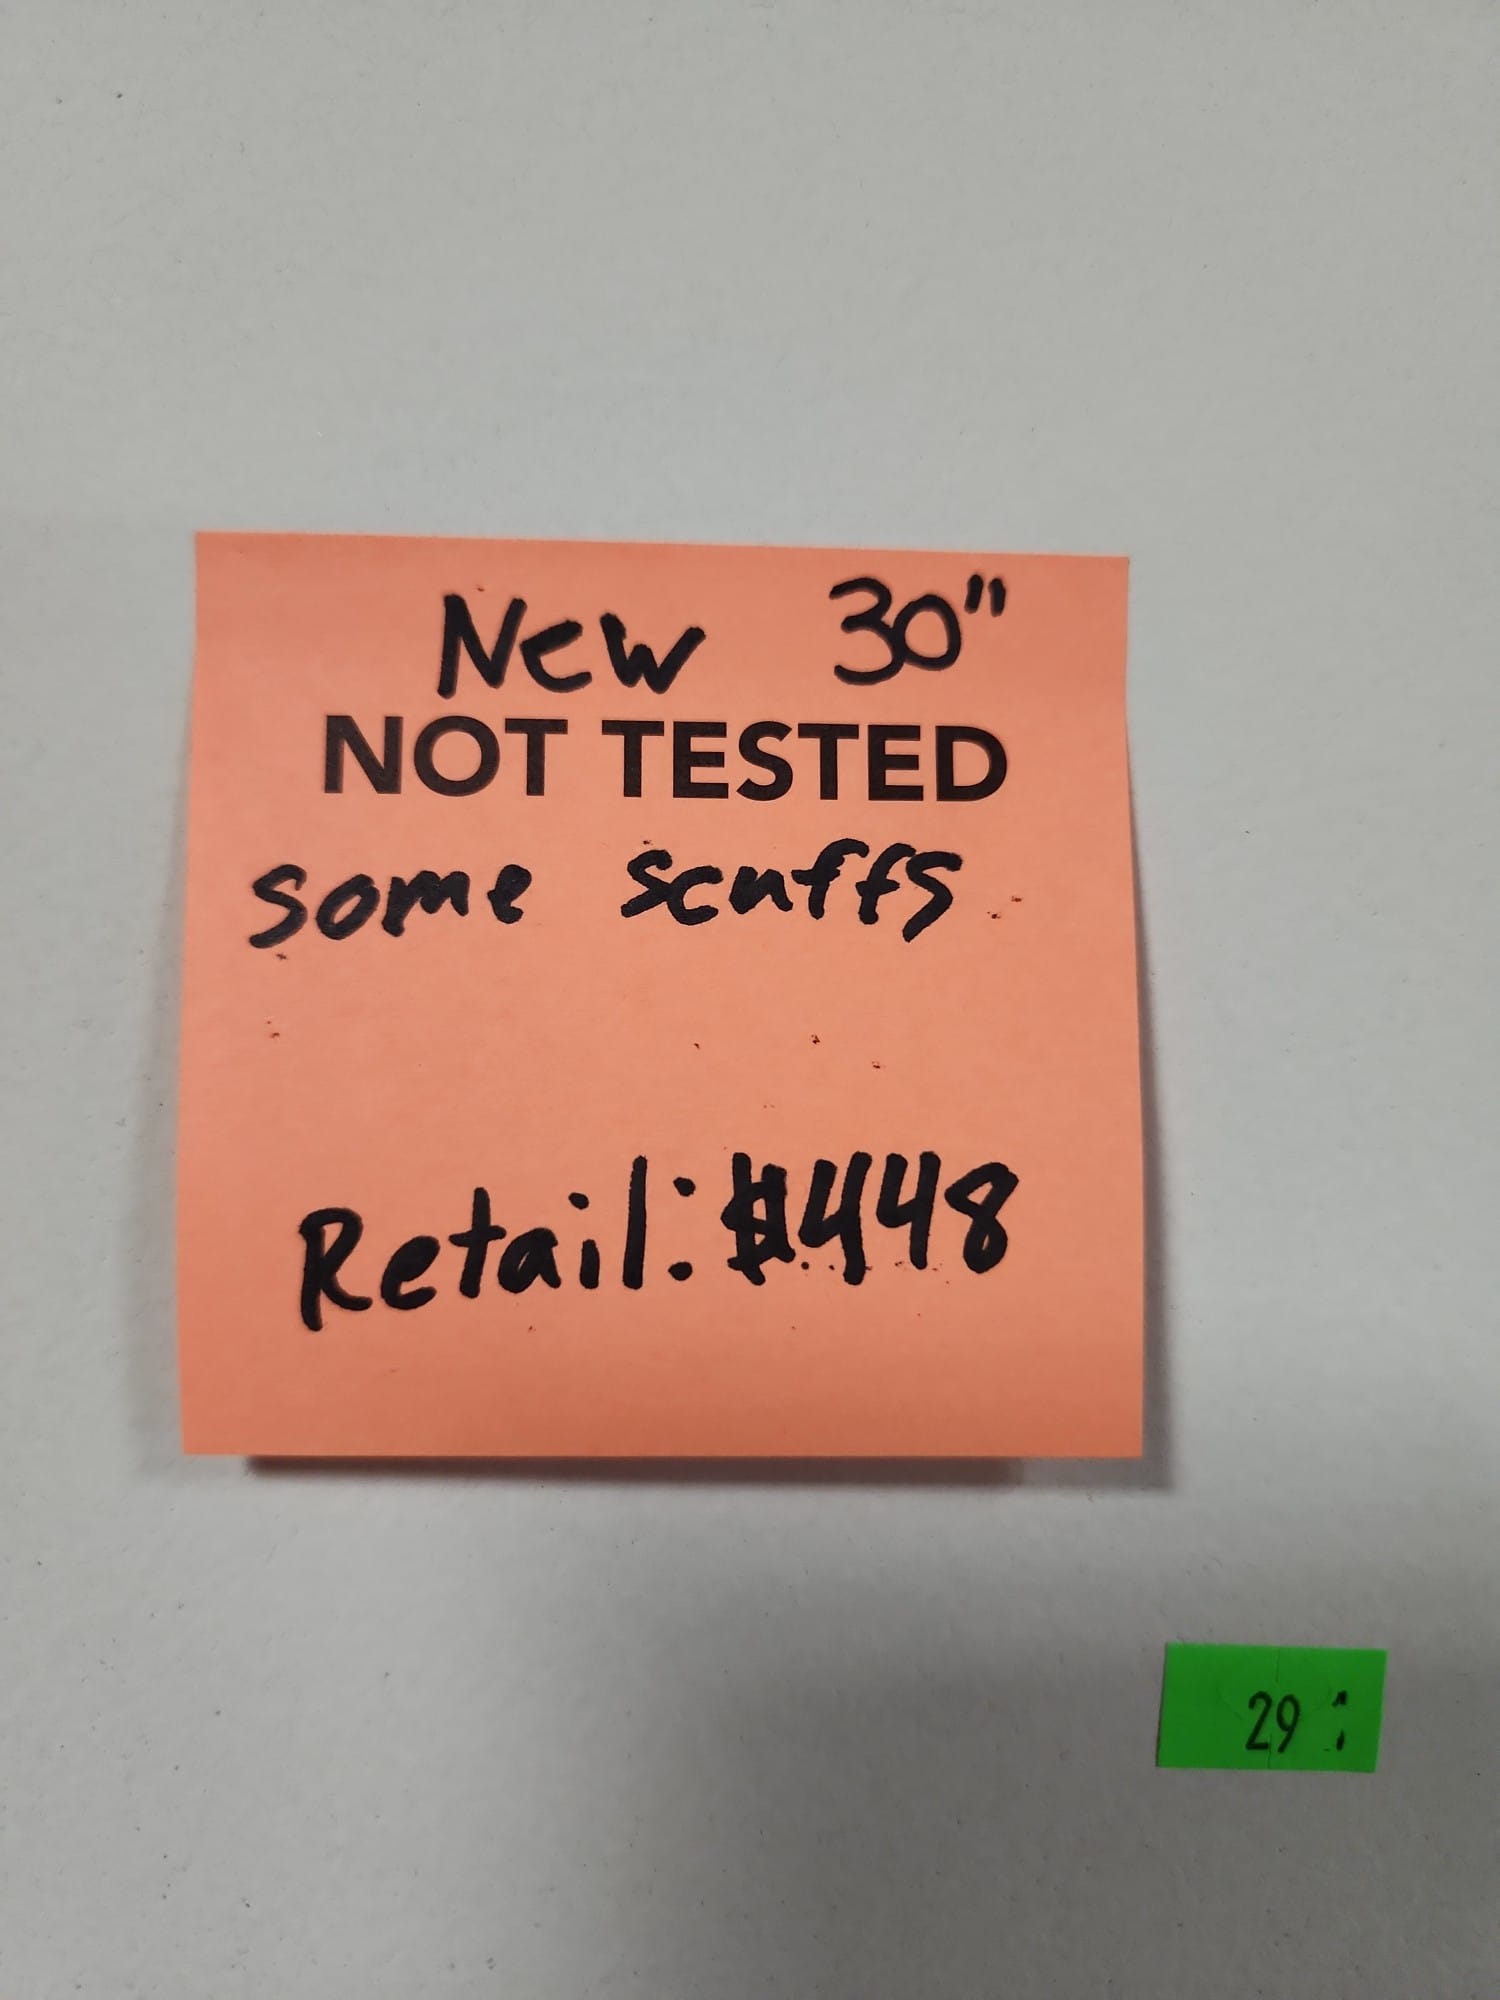 New 30"
NOT TESTED
some scuffs
Retail: $448
29